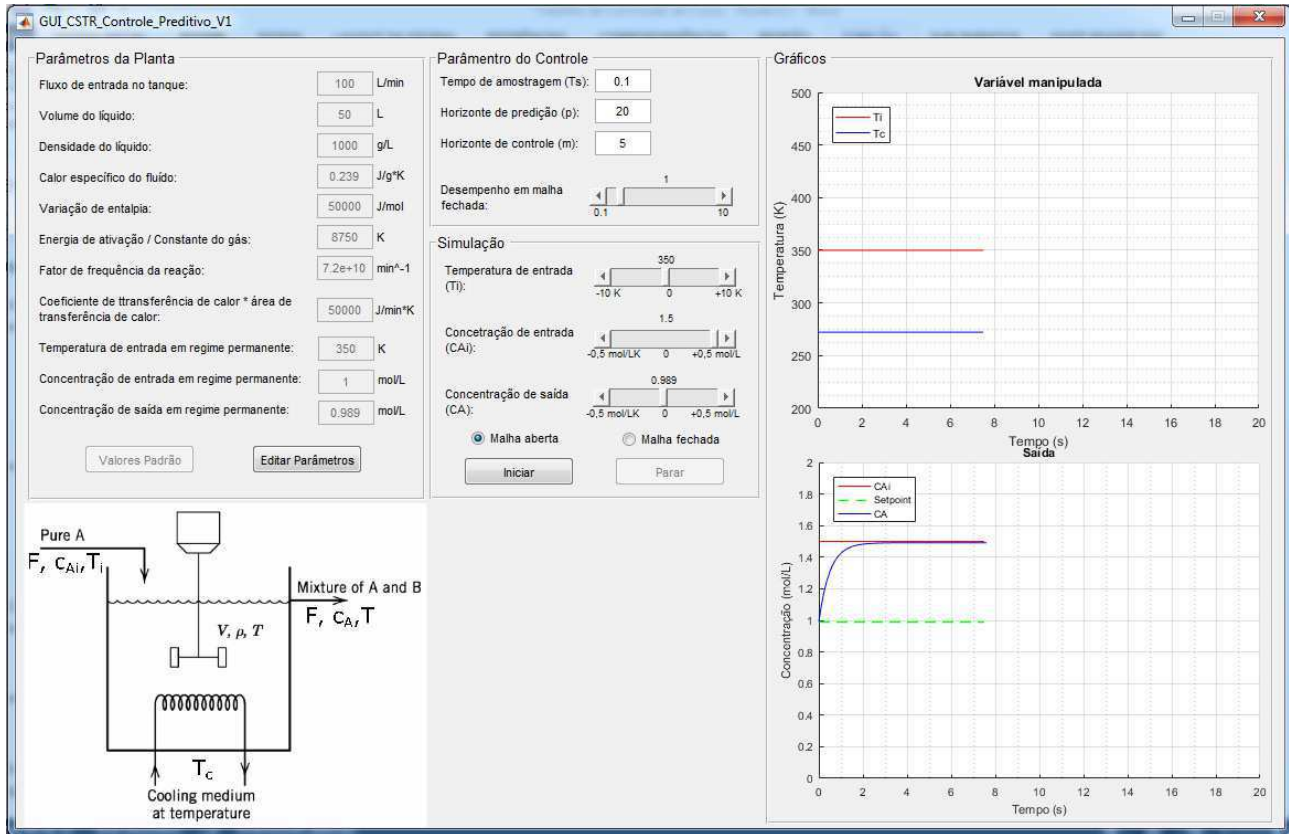 GUI_CSTR_Controle_Preditivo_V1
Parâmetros da Planta
Fluxo de entrada no tanque: 100 L/min
Volume do líquido: 50 L
Densidade do líquido: 1000 g/L
Calor específico do fluído: 0.239 J/g*K
Variação de entalpia: 50000 J/mol
Energia de ativação / Constante do gás: 8750 K
Fator de frequência da reação: 7.2e+10 min^-1
Coeficiente de ttransferência de calor * área de
transferência de calor: 50000 J/min*K
Temperatura de entrada em regime permanente: 350 K
Concentração de entrada em regime permanente: 1 mol/L
Concentração de saída em regime permanente: 0.989 mol/L
Valores Padrão Editar Parâmetros
Parâmentro do Controle
Tempo de amostragem (Ts): 0.1
Horizonte de predição (p): 20
Horizonte de controle (m): 5
1
Desempenho em malha
fechada:
0.1 10
Simulação
350
Temperatura de entrada
(Ti):
-10 K 0 +10 K
1.5
Concetração de entrada
(CAi):
-0,5 mol/LK 0 +0,5 mol/L
0.989
Concentração de saída
(CA):
-0,5 mol/LK 0 +0,5 mol/L
Malha aberta Malha fechada
Iniciar Parar
Gráficos
Variável manipulada
Ti
Tc
500
450
400
350
300
250
200
Temperatura (K)
0 2 4 6 8 10 12 14 16 18 20
Tempo (s)
Saída
CAi
Setpoint
CA
2
1.8
1.6
1.4
1.2
1
0.8
0.6
0.4
0.2
0
Concentração (mol/L)
0 2 4 6 8 10 12 14 16 18 20
Tempo (s)
Pure A
F, cAi, Ti
Mixture of A and B
F, cA, T
V, ρ, T
Tc
Cooling medium
at temperature